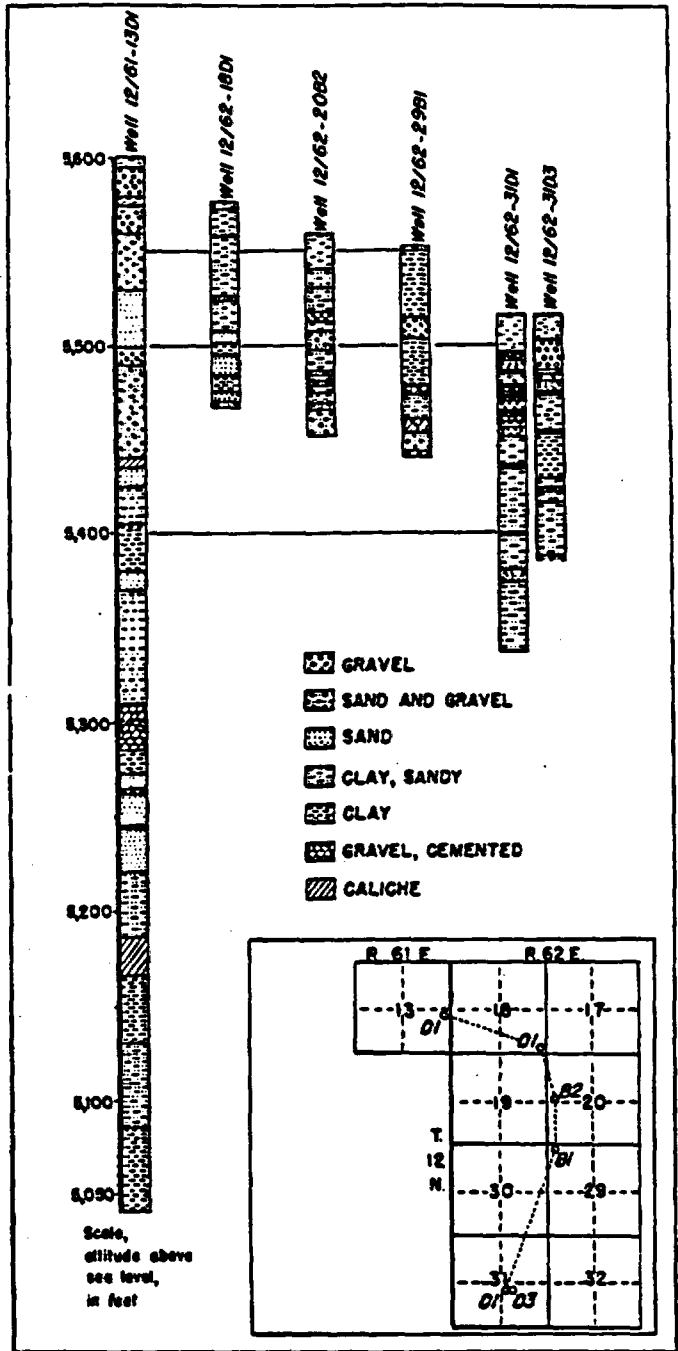 Well 12/61-13D1
Well 12/62-18D1
Well 12/62-20B2
Well 12/62-29B1
Well 12/62-31D1
Well 12/62-31D3
5,600
5,500
5,400
5,300
5,200
5,100
5,050
Scale,
altitude above
sea level,
in feet
GRAVEL
SAND AND GRAVEL
SAND
CLAY, SANDY
CLAY
GRAVEL, CEMENTED
CALICHE
R. 61 E. R. 62 E.
13 18 17
D1 D1
B2
19 20
T.
12
N.
B1
30 29
31 32
D1 D3